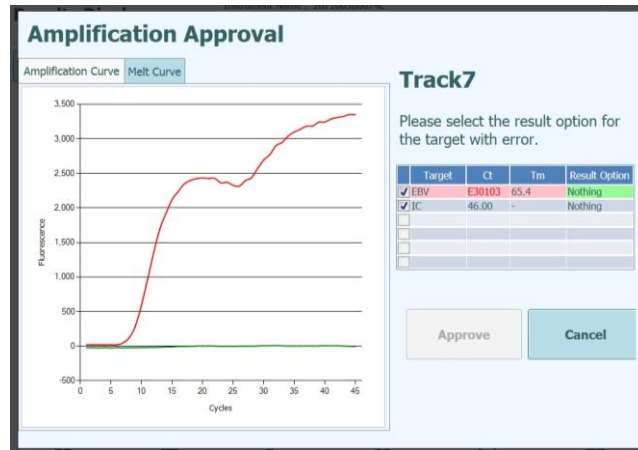 Amplification Approval
Amplification Curve Melt Curve
3,500
3,000
2,500
2,000
1,500
1,000
500
0
-500
Fluorescence
0 5 10 15 20 25 30 35 40 45
Cycles
Track7
Please select the result option for
the target with error.
Target Ct Tm Result Option
EBV E30103 65.4 Nothing
IC 46.00 - Nothing
Approve Cancel